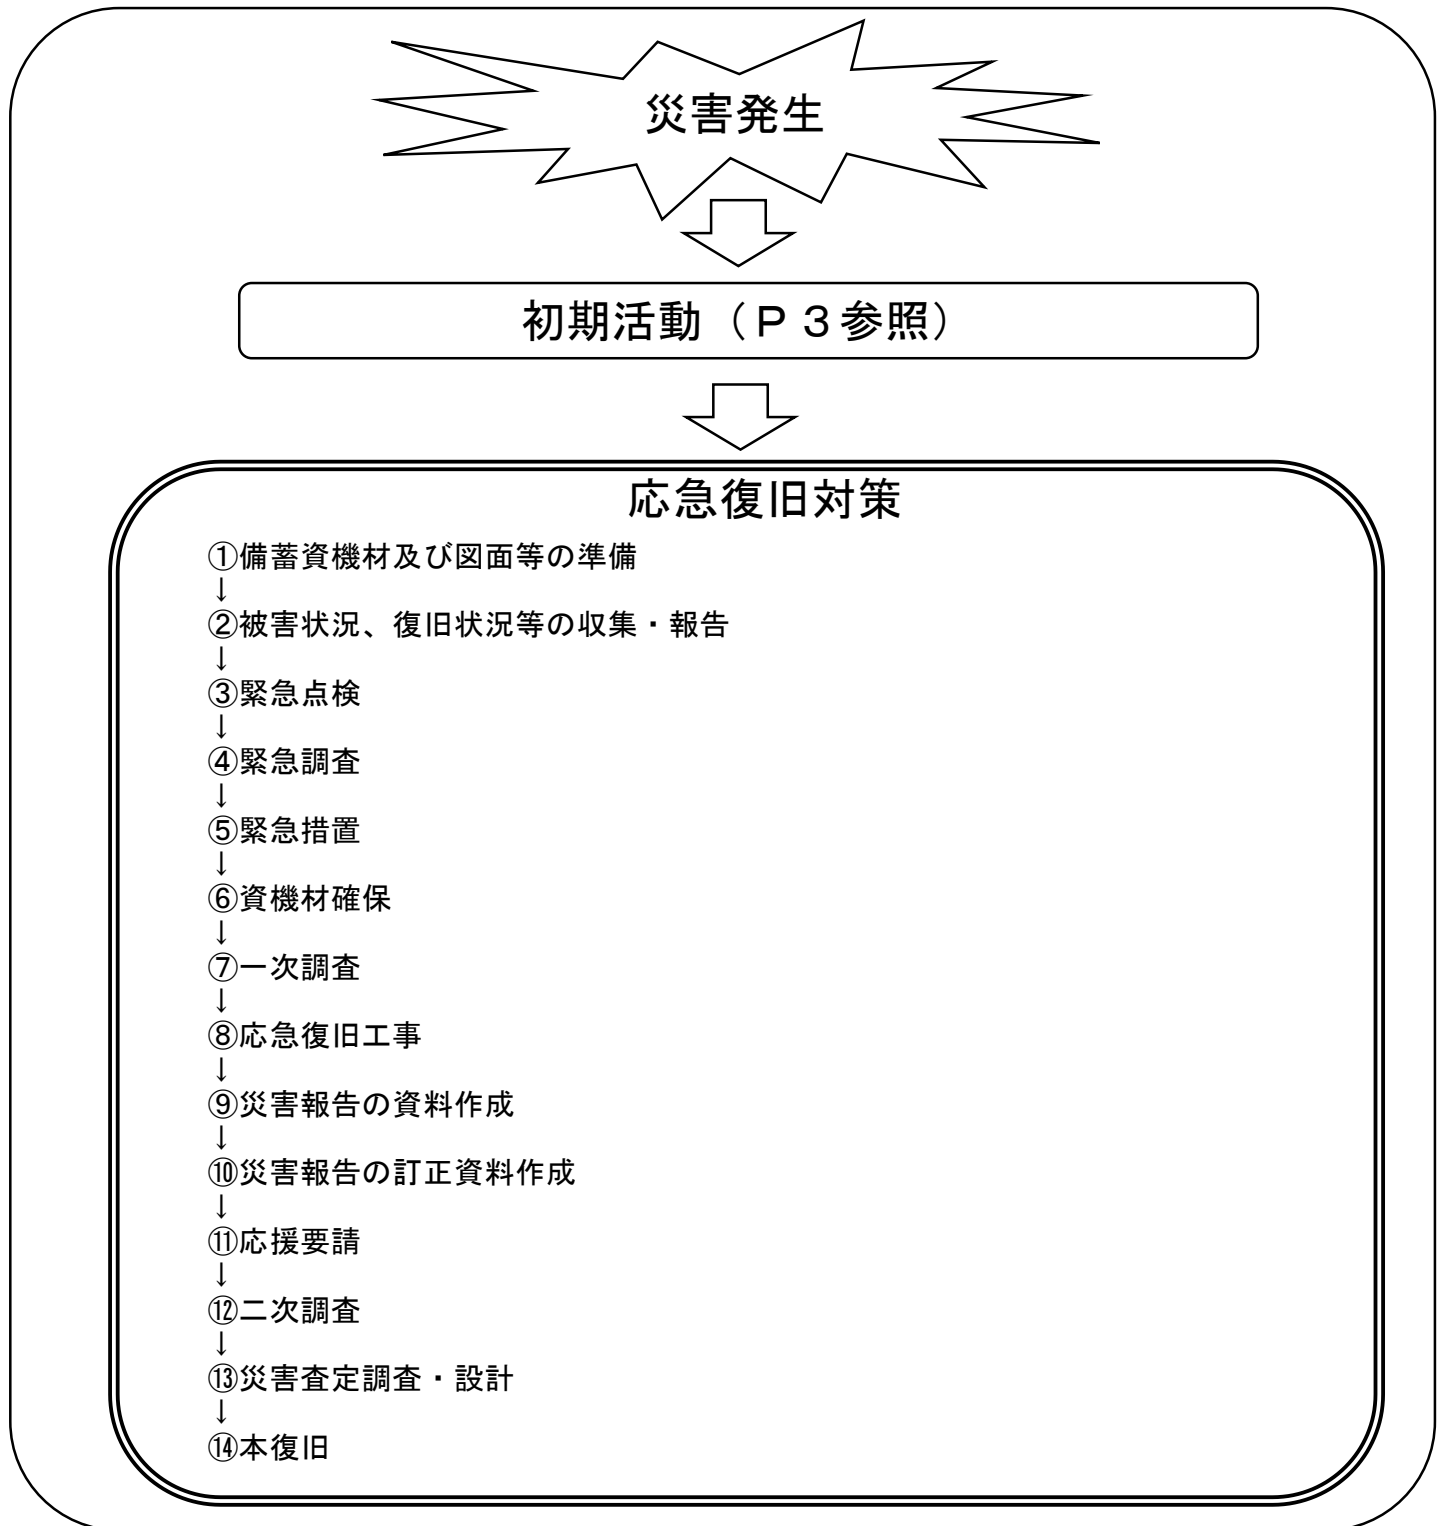 災害発生
初期活動（Ｐ３参照）
応急復旧対策
①備蓄資機材及び図面等の準備
↓
②被害状況、復旧状況等の収集・報告
↓
③緊急点検
↓
④緊急調査
↓
⑤緊急措置
↓
⑥資機材確保
↓
⑦一次調査
↓
⑧応急復旧工事
↓
⑨災害報告の資料作成
↓
⑩災害報告の訂正資料作成
↓
⑪応援要請
↓
⑫二次調査
↓
⑬災害査定調査・設計
↓
⑭本復旧